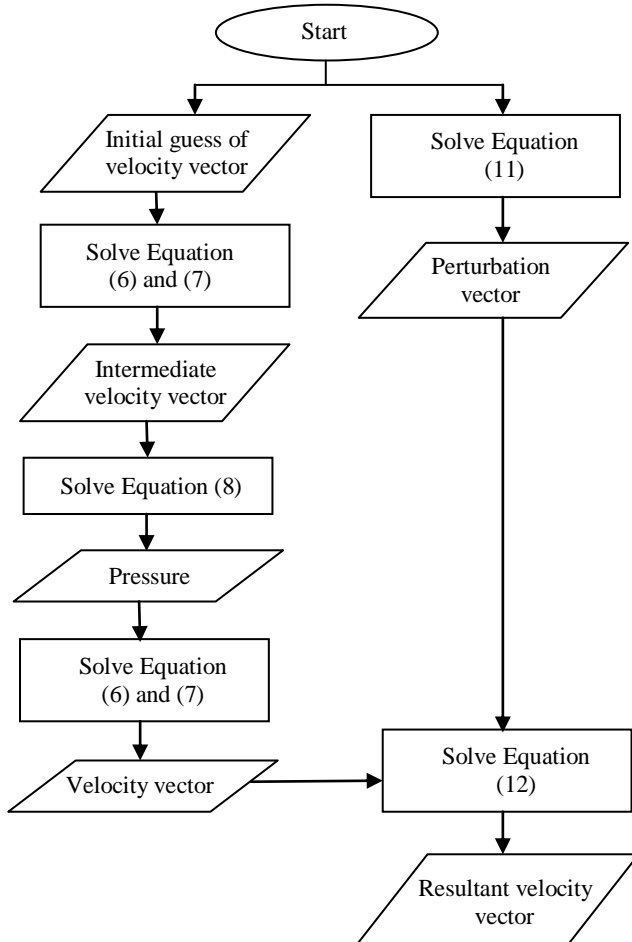 Start
Initial guess of
velocity vector
Solve Equation
(6) and (7)
Intermediate
velocity vector
Solve Equation (8)
Pressure
Solve Equation
(6) and (7)
Velocity vector
Solve Equation
(11)
Perturbation
vector
Solve Equation
(12)
Resultant velocity
vector